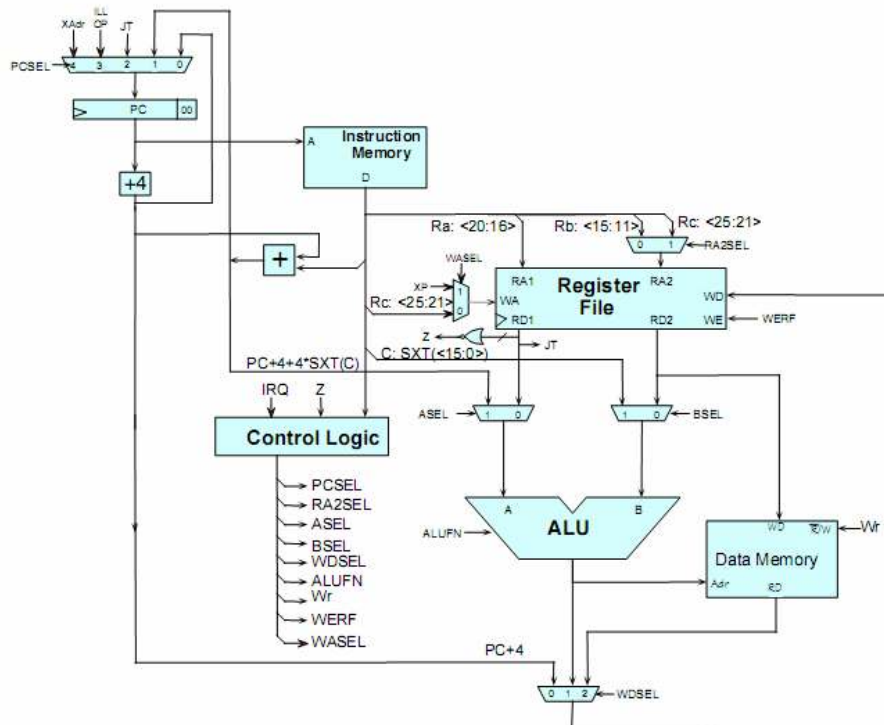 XAdr
ILL
OP
JT
PCSEL
4 3 2 1 0
PC 00
A Instruction
Memory
D
+4
Ra: <20:16>
Rb: <15:11>
Rc: <25:21>
0 1
RA2SEL
+
WASEL
XP
1
0
Rc: <25:21>
RA1
RA2
WA
Register
File
WD
RD1
RD2
WE
WERF
Z
JT
C: SXT(<15:0>)
PC+4+4*SXT(C)
IRQ
Z
ASEL
1 0
1 0
BSEL
Control Logic
PCSEL
RA2SEL
ASEL
BSEL
WDSEL
ALUFN
Wr
WERF
WASEL
A
B
ALU
ALUFN
WD
R/W
Wr
Data Memory
Adr
RD
PC+4
0 1 2
WDSEL